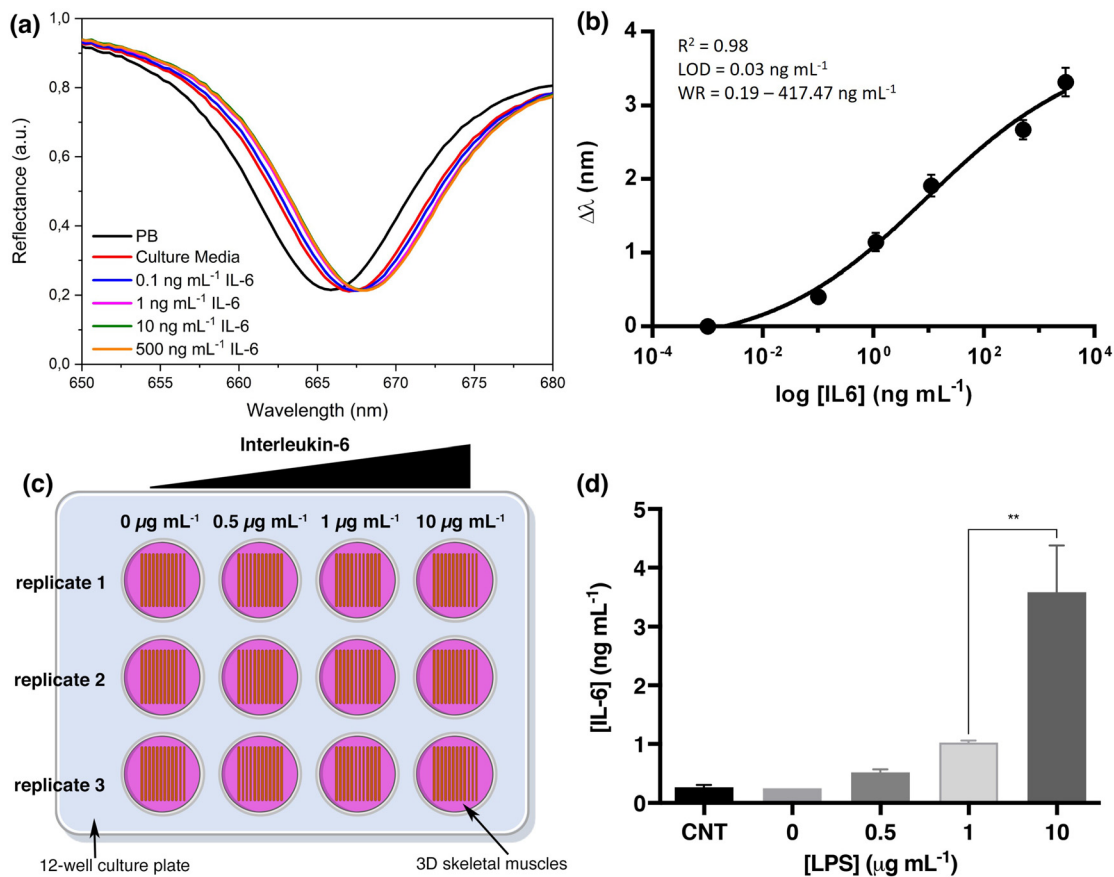 (a)
1,0
0,8
0,6
0,4
0,2
0,0
Reflectance (a.u.)
PB
Culture Media
0.1 ng mL⁻¹ IL-6
1 ng mL⁻¹ IL-6
10 ng mL⁻¹ IL-6
500 ng mL⁻¹ IL-6
650 655 660 665 670 675 680
Wavelength (nm)
(b)
R² = 0.98
LOD = 0.03 ng mL⁻¹
WR = 0.19 – 417.47 ng mL⁻¹
4
3
2
1
0
Δλ (nm)
10⁻⁴ 10⁻² 10⁰ 10² 10⁴
log [IL6] (ng mL⁻¹)
Interleukin-6
(c)
0 µg mL⁻¹ 0.5 µg mL⁻¹ 1 µg mL⁻¹ 10 µg mL⁻¹
replicate 1
replicate 2
replicate 3
12-well culture plate
3D skeletal muscles
(d)
5
4
3
2
1
0
[IL-6] (ng mL⁻¹)
**
CNT 0 0.5 1 10
[LPS] (µg mL⁻¹)